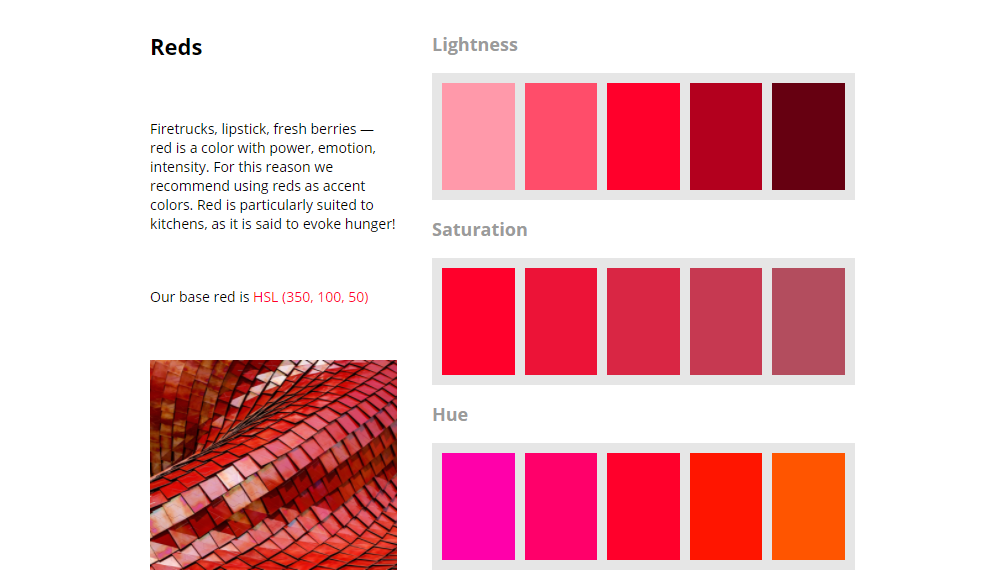 Reds
Firetrucks, lipstick, fresh berries —
red is a color with power, emotion,
intensity. For this reason we
recommend using reds as accent
colors. Red is particularly suited to
kitchens, as it is said to evoke hunger!
Our base red is HSL (350, 100, 50)
Lightness
Saturation
Hue